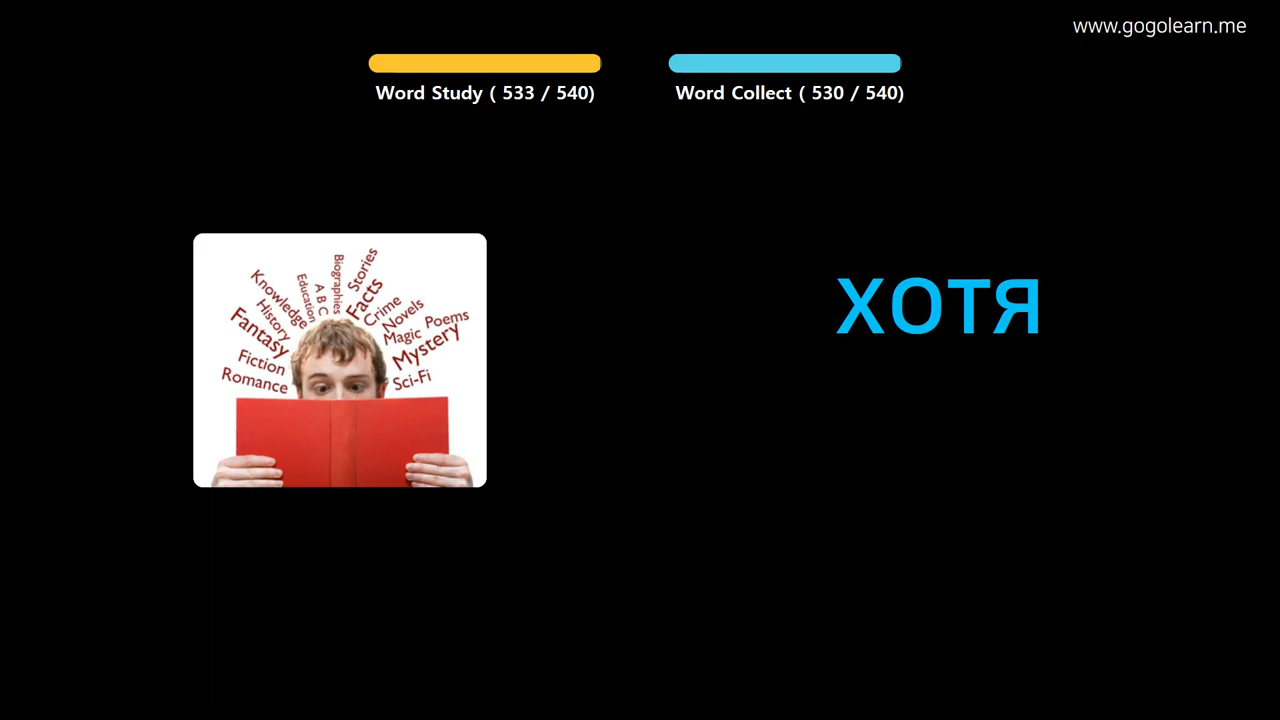 www.gogolearn.me
Word Study ( 533 / 540)
Word Collect ( 530 / 540)
Knowledge
History
Fantasy
Fiction
Romance
Education
A B C
Biographies
Stories
Facts
Crime
Novels
Magic
Poems
Mystery
Sci-Fi
хотя